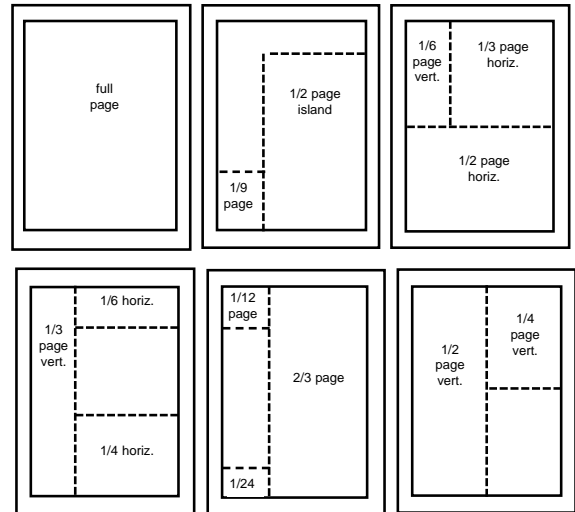 full
page
1/2 page
island
1/9
page
1/6
page
vert.
1/3 page
horiz.
1/2 page
horiz.
1/3
page
vert.
1/6 horiz.
1/4 horiz.
1/12
page
2/3 page
1/24
1/2
page
vert.
1/4
page
vert.